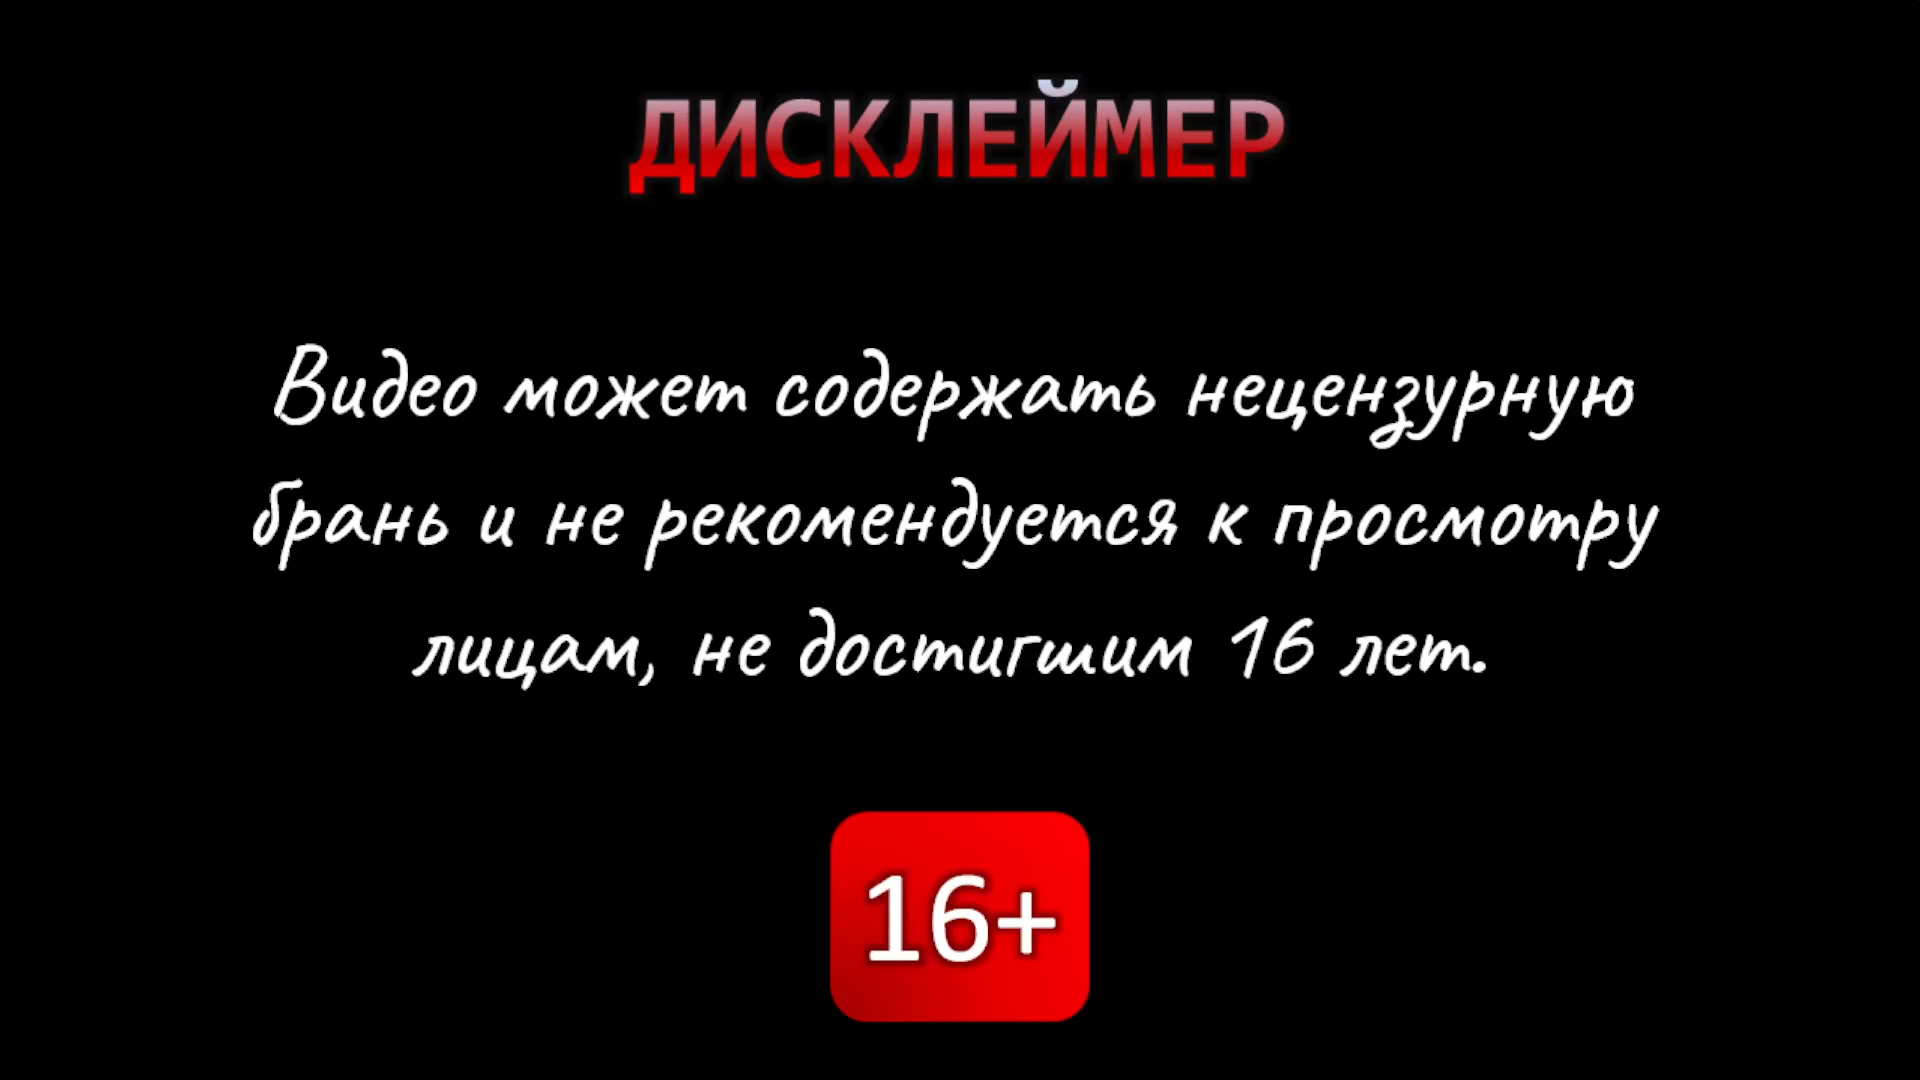 ДИСКЛЕЙМЕР
Видео может содержать нецензурную
брань и не рекомендуется к просмотру
лицам, не достигшим 16 лет.
16+